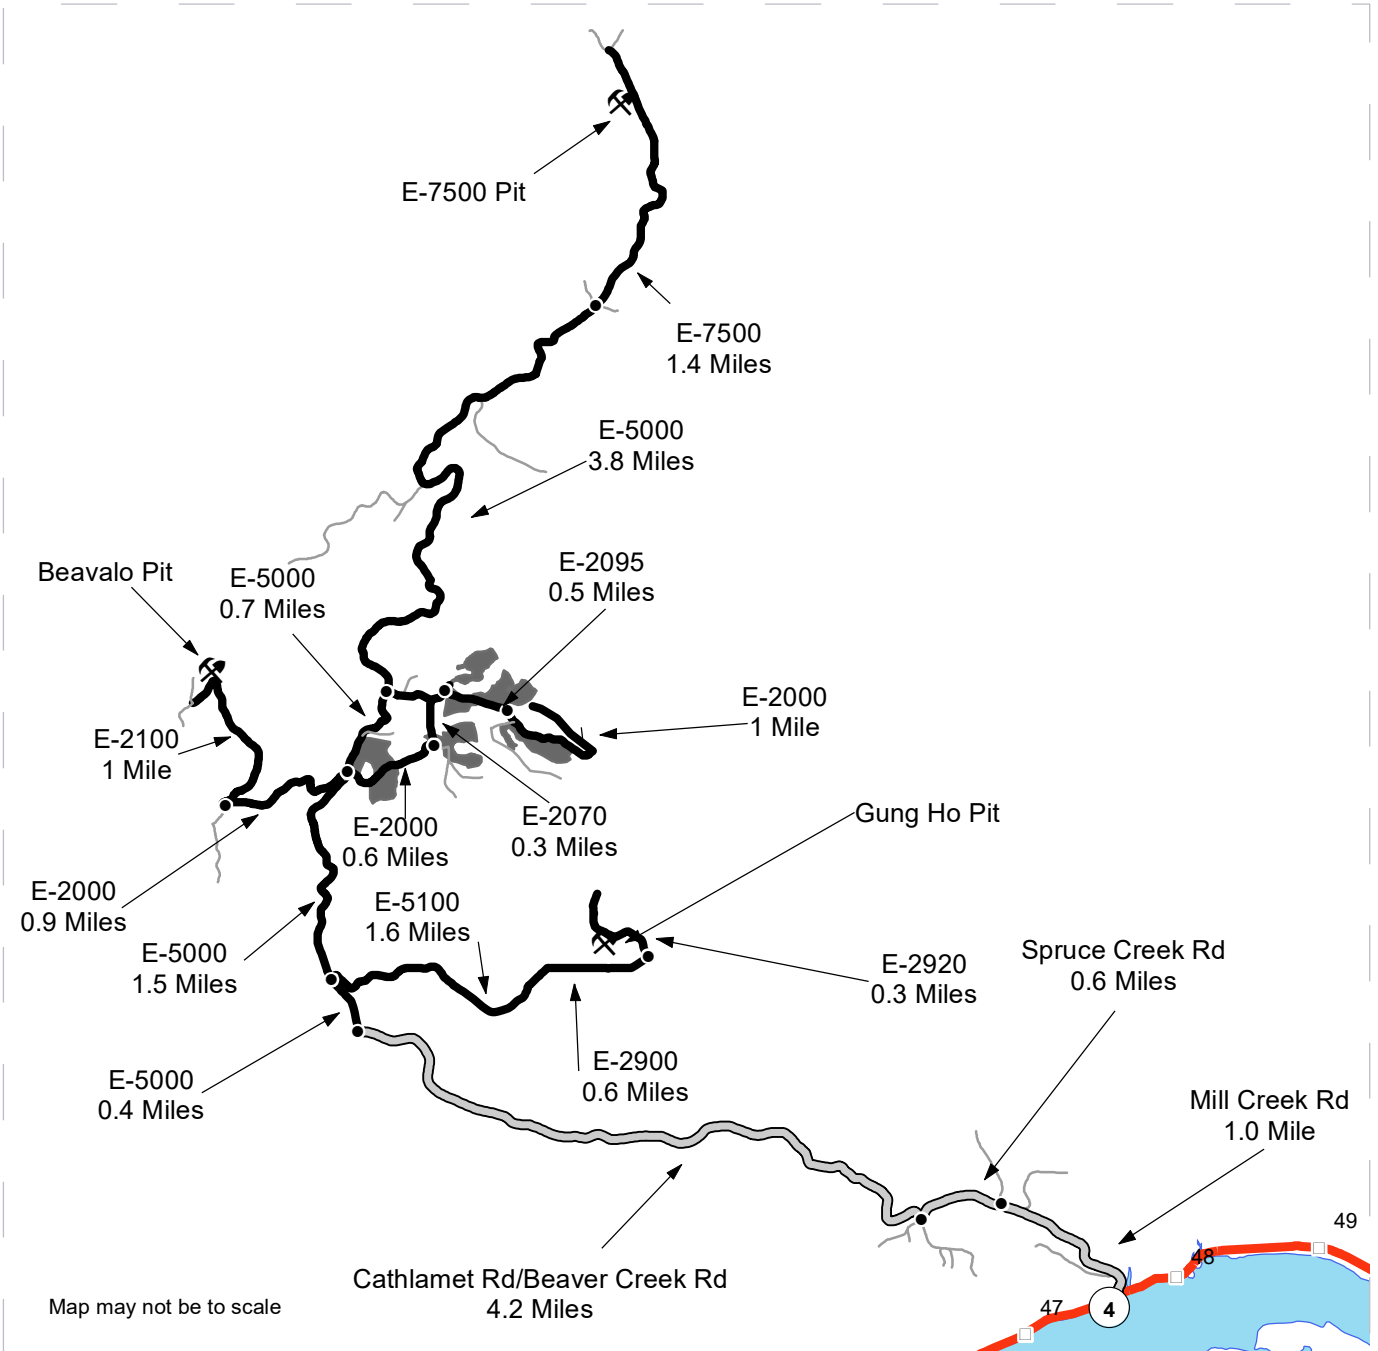 E-7500 Pit
E-7500
1.4 Miles
E-5000
3.8 Miles
E-2095
0.5 Miles
Beavalo Pit
E-5000
0.7 Miles
E-2000
1 Mile
E-2100
1 Mile
E-2070
0.3 Miles
Gung Ho Pit
E-2000
0.6 Miles
E-2000
0.9 Miles
E-5100
1.6 Miles
E-5000
1.5 Miles
E-2920
0.3 Miles
Spruce Creek Rd
0.6 Miles
E-2900
0.6 Miles
E-5000
0.4 Miles
Mill Creek Rd
1.0 Mile
49
48
Cathlamet Rd/Beaver Creek Rd
4.2 Miles
Map may not be to scale
47
4